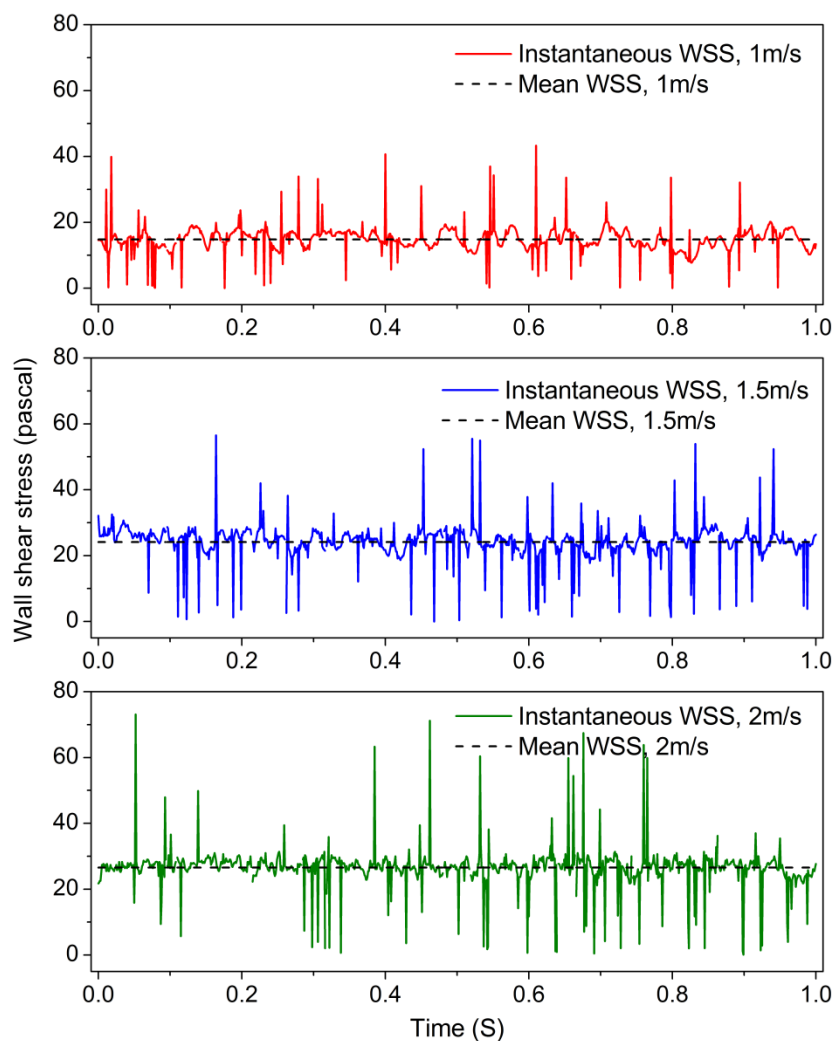 80
60
40
20
0
Instantaneous WSS, 1m/s
Mean WSS, 1m/s
0.0 0.2 0.4 0.6 0.8 1.0
Wall shear stress (pascal)
80
60
40
20
0
Instantaneous WSS, 1.5m/s
Mean WSS, 1.5m/s
0.0 0.2 0.4 0.6 0.8 1.0
80
60
40
20
0
Instantaneous WSS, 2m/s
Mean WSS, 2m/s
0.0 0.2 0.4 0.6 0.8 1.0
Time (S)